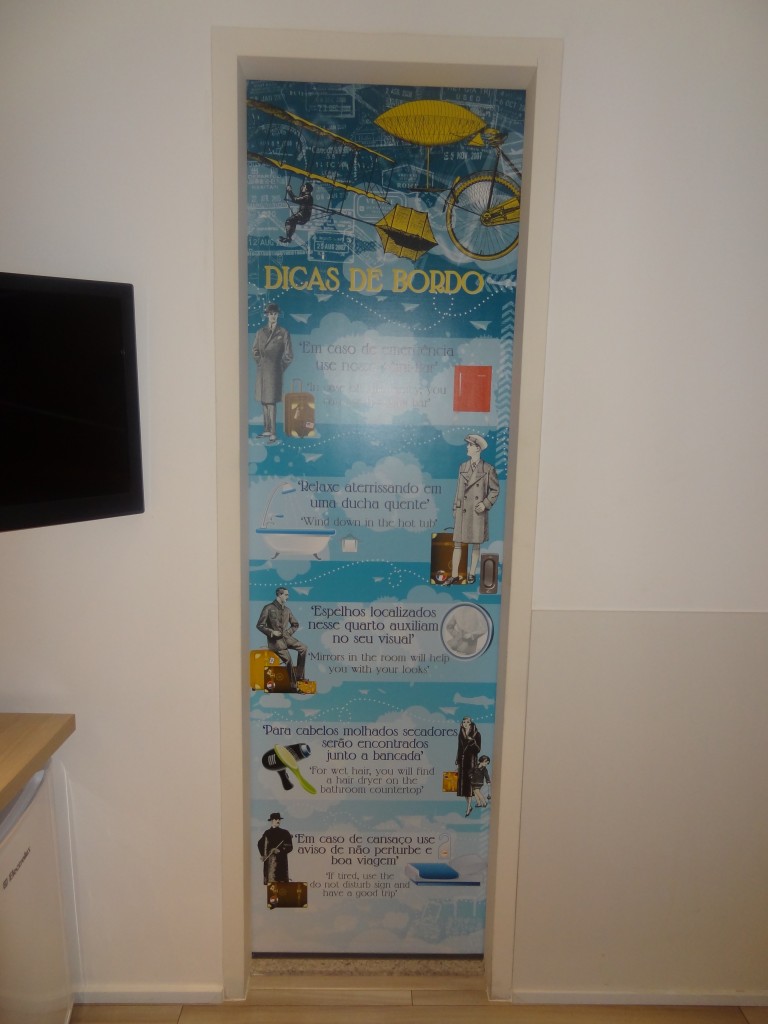 DICAS DE BORDO
'Em caso de emergência
use nosso
'Relaxe aterrissando em
uma ducha quente'
'Wind down in the hot tub'
'Espelhos localizados
nesse quarto auxiliam
no seu visual'
'Mirrors in the room will help
you with your looks'
'Para cabelos molhados secadores
serão encontrados
junto a bancada'
'For wet hair, you will find
a hair dryer on the
bathroom countertop'
'Em caso de cansaço use
aviso de não perturbe e
boa viagem'
'If tired, use the
do not disturb sign and
have a good trip'
Electrolux